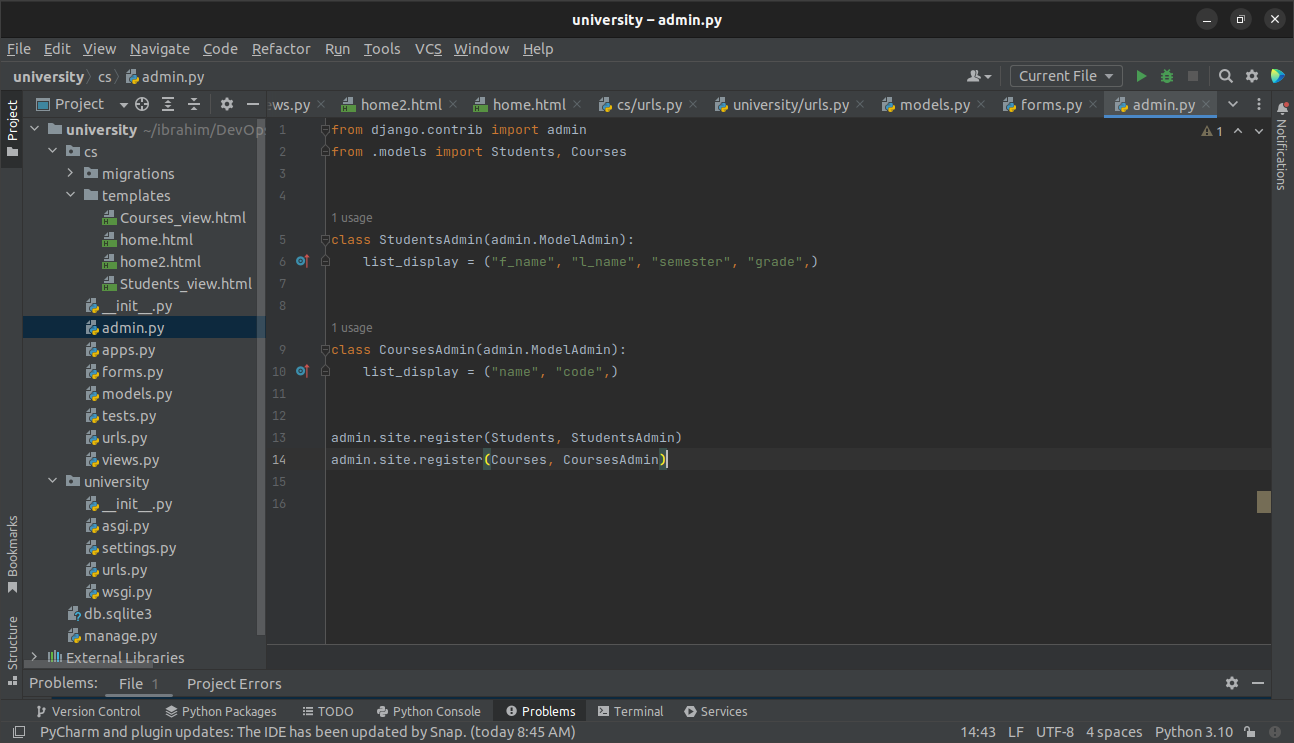 university – admin.py
File Edit View Navigate Code Refactor Run Tools VCS Window Help
university cs admin.py
Current File
Project
ws.py home2.html home.html cs/urls.py university/urls.py models.py forms.py admin.py
Project
university ~/ibrahim/DevOp
cs
migrations
templates
Courses_view.html
home.html
home2.html
Students_view.html
__init__.py
admin.py
apps.py
forms.py
models.py
tests.py
urls.py
views.py
university
__init__.py
asgi.py
settings.py
urls.py
wsgi.py
db.sqlite3
manage.py
External Libraries
Bookmarks
Structure
1 from django.contrib import admin
2 from .models import Students, Courses
3
4
1 usage
5 class StudentsAdmin(admin.ModelAdmin):
6 list_display = ("f_name", "l_name", "semester", "grade",)
7
8
1 usage
9 class CoursesAdmin(admin.ModelAdmin):
10 list_display = ("name", "code",)
11
12
13 admin.site.register(Students, StudentsAdmin)
14 admin.site.register(Courses, CoursesAdmin)
15
16
1
Notifications
Problems: File 1 Project Errors
Version Control Python Packages TODO Python Console Problems Terminal Services
PyCharm and plugin updates: The IDE has been updated by Snap. (today 8:45 AM) 14:43 LF UTF-8 4 spaces Python 3.10